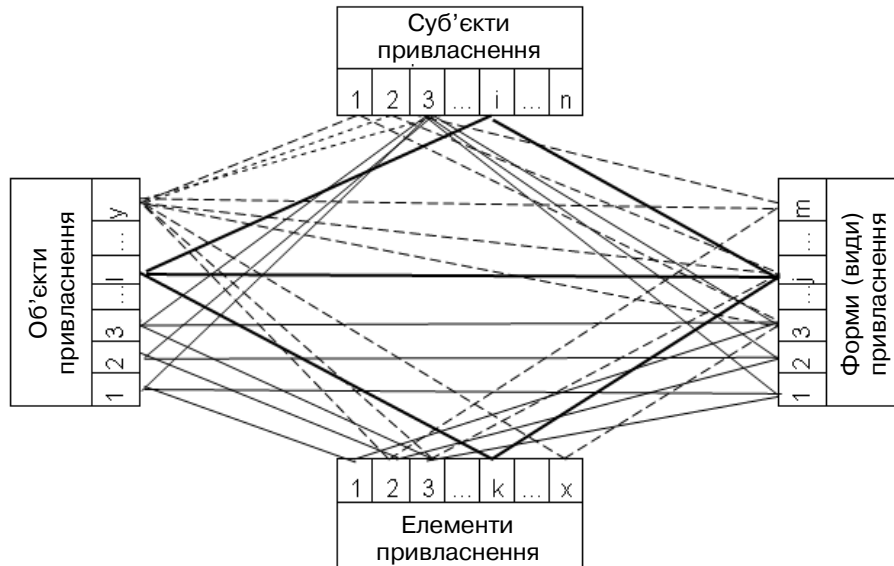 Суб’єкти
привласнення
1 2 3 ... i ... n
Об’єкти
привласнення
1 2 3 ... l ... y
Форми (види)
привласнення
1 2 3 ... j ... m
1 2 3 ... k ... x
Елементи
привласнення